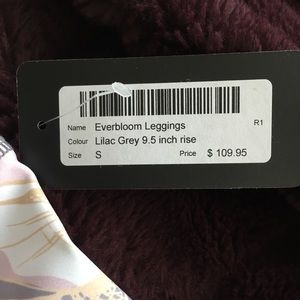 Name Everbloom Leggings R1
Colour Lilac Grey 9.5 inch rise
Size S Price $ 109.95